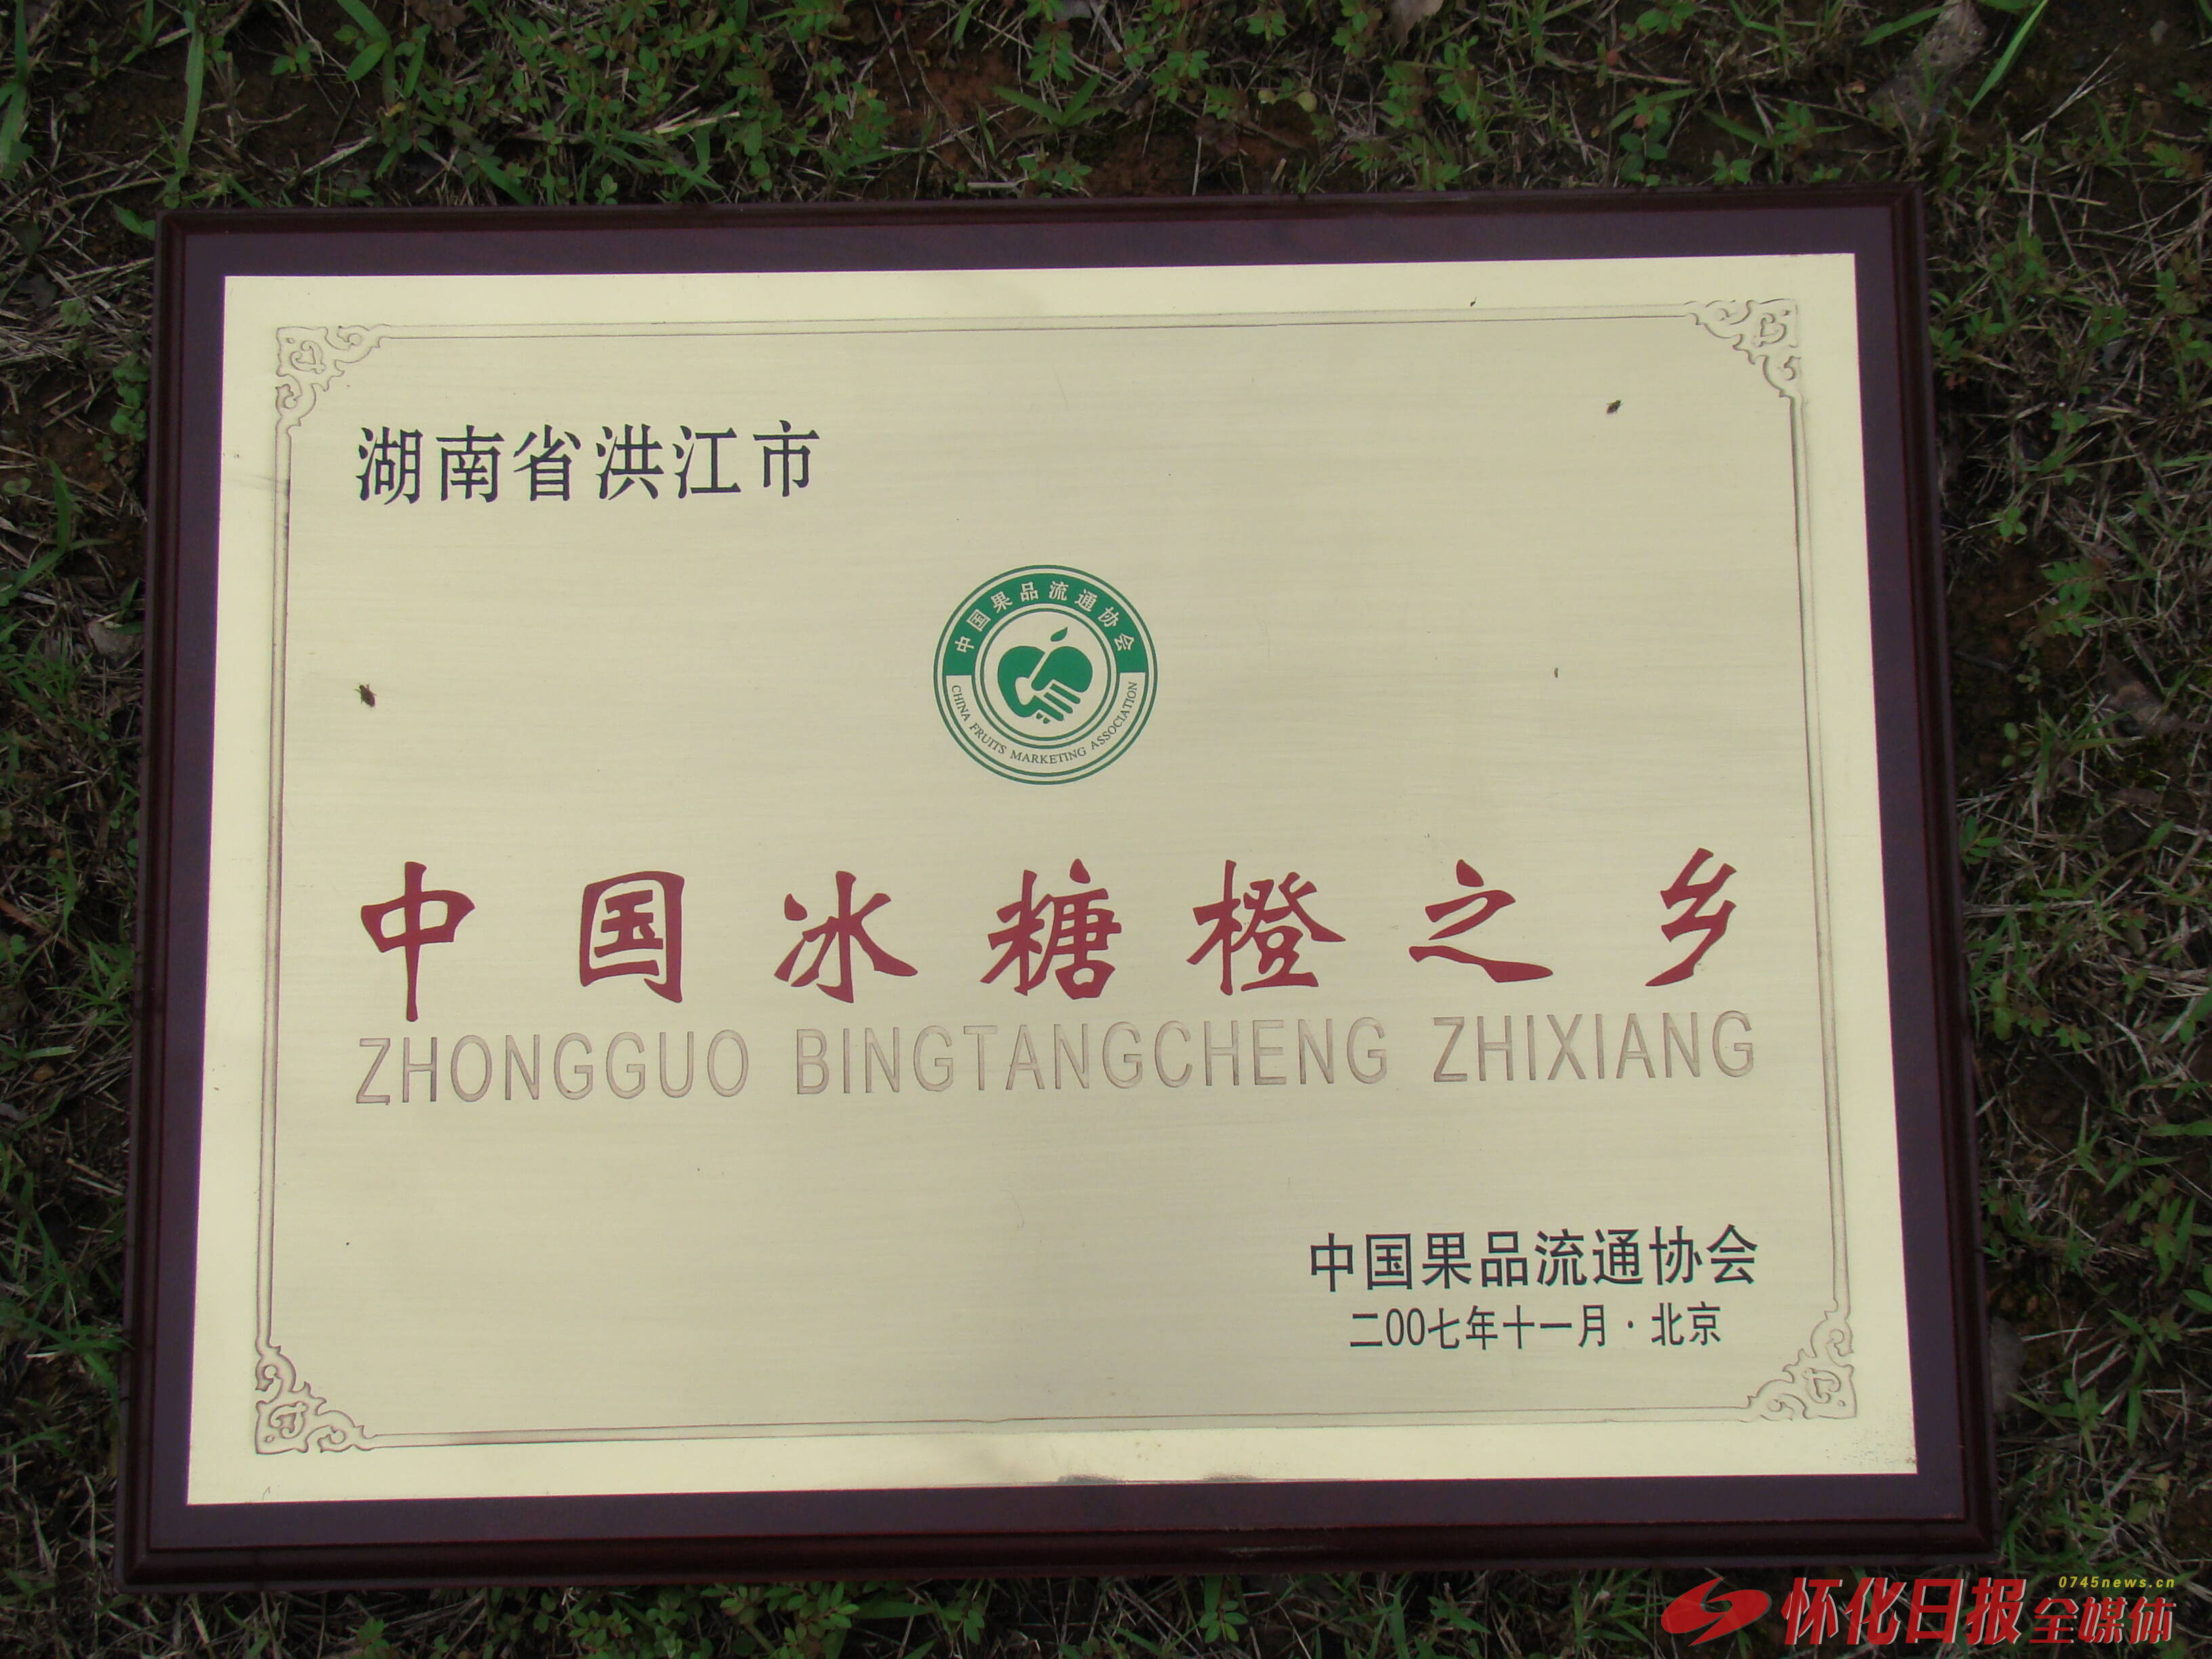 湖南省洪江市
中国果品流通协会
CHINA FRUITS MARKETING ASSOCIATION
中国冰糖橙之乡
ZHONGGUO BINGTANGCHENG ZHIXIANG
中国果品流通协会
二00七年十一月·北京
0745news.cn
怀化日报全媒体